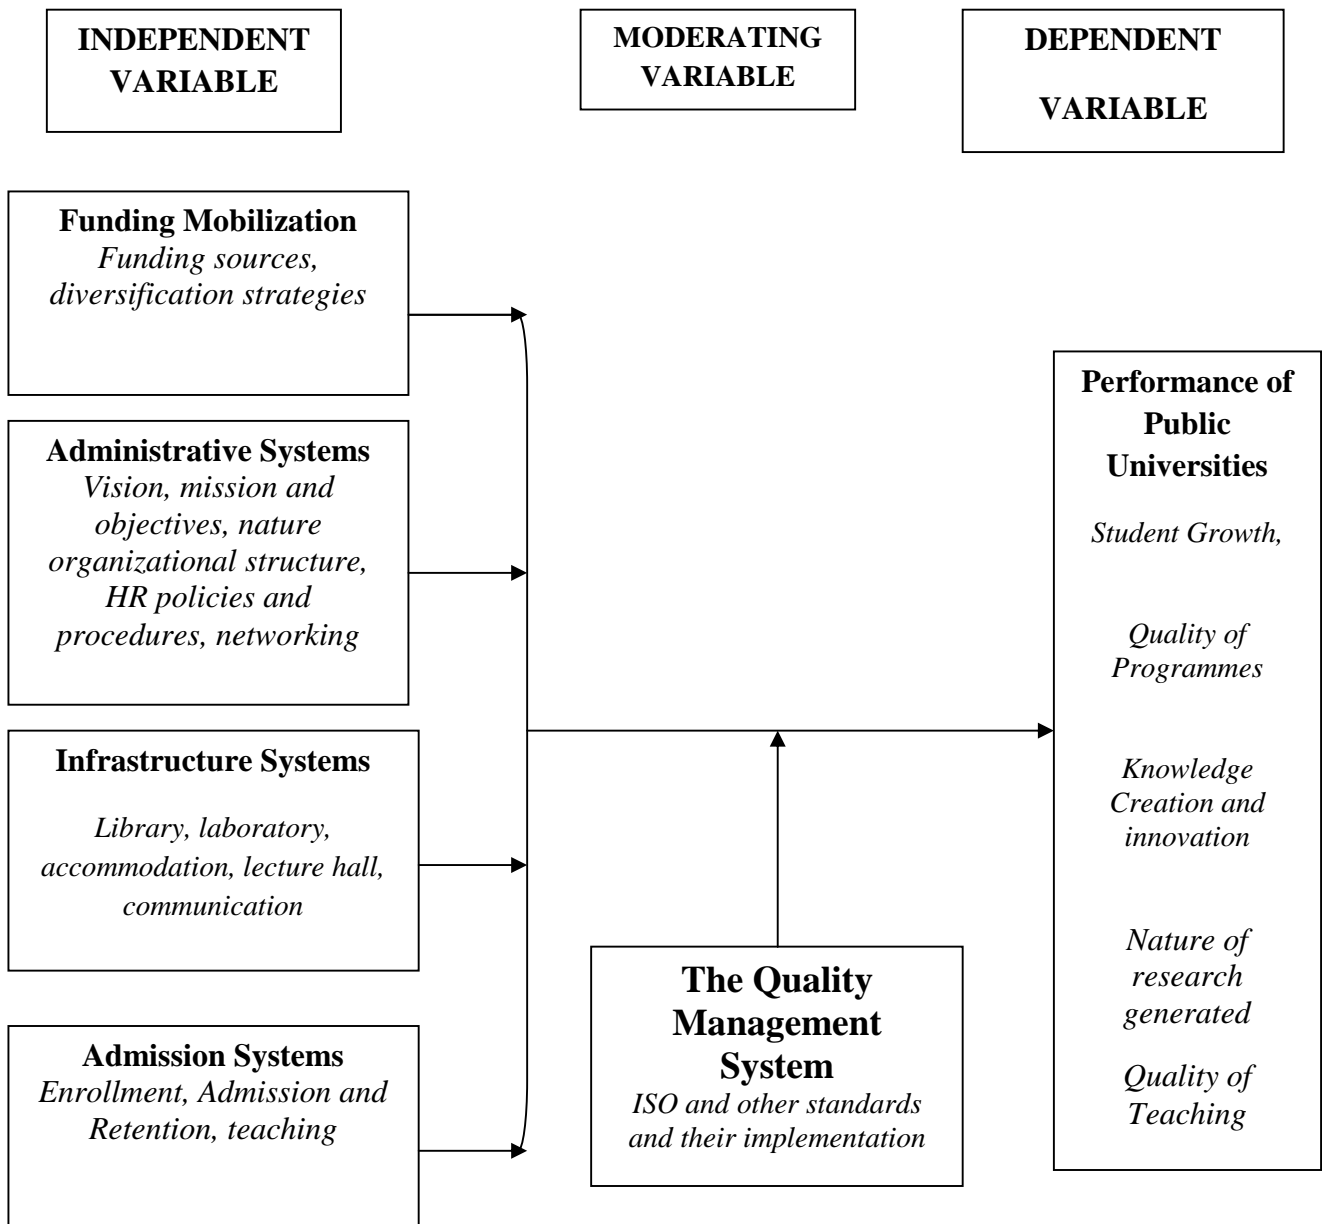 INDEPENDENT
VARIABLE
MODERATING
VARIABLE
DEPENDENT
VARIABLE
Funding Mobilization
Funding sources,
diversification strategies
Administrative Systems
Vision, mission and
objectives, nature
organizational structure,
HR policies and
procedures, networking
Infrastructure Systems
Library, laboratory,
accommodation, lecture hall,
communication
Admission Systems
Enrollment, Admission and
Retention, teaching
The Quality
Management
System
ISO and other standards
and their implementation
Performance of
Public
Universities
Student Growth,
Quality of
Programmes
Knowledge
Creation and
innovation
Nature of
research
generated
Quality of
Teaching